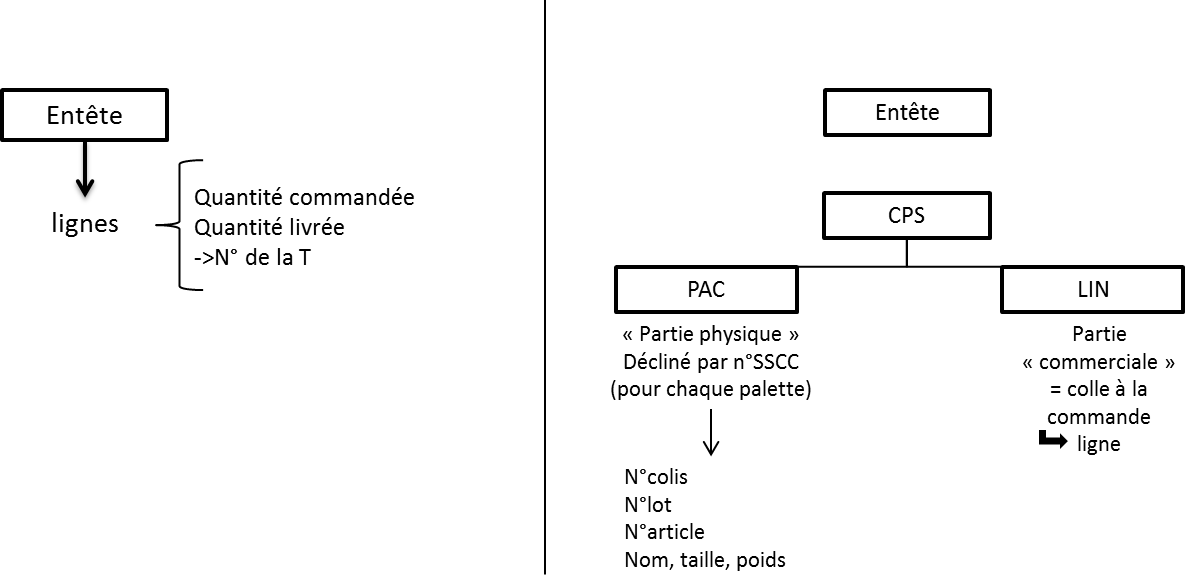 Entête
lignes
Quantité commandée
Quantité livrée
->N° de la T
Entête
CPS
PAC
« Partie physique »
Décliné par n°SSCC
(pour chaque palette)
N°colis
N°lot
N°article
Nom, taille, poids
LIN
Partie
« commerciale »
= colle à la
commande
ligne